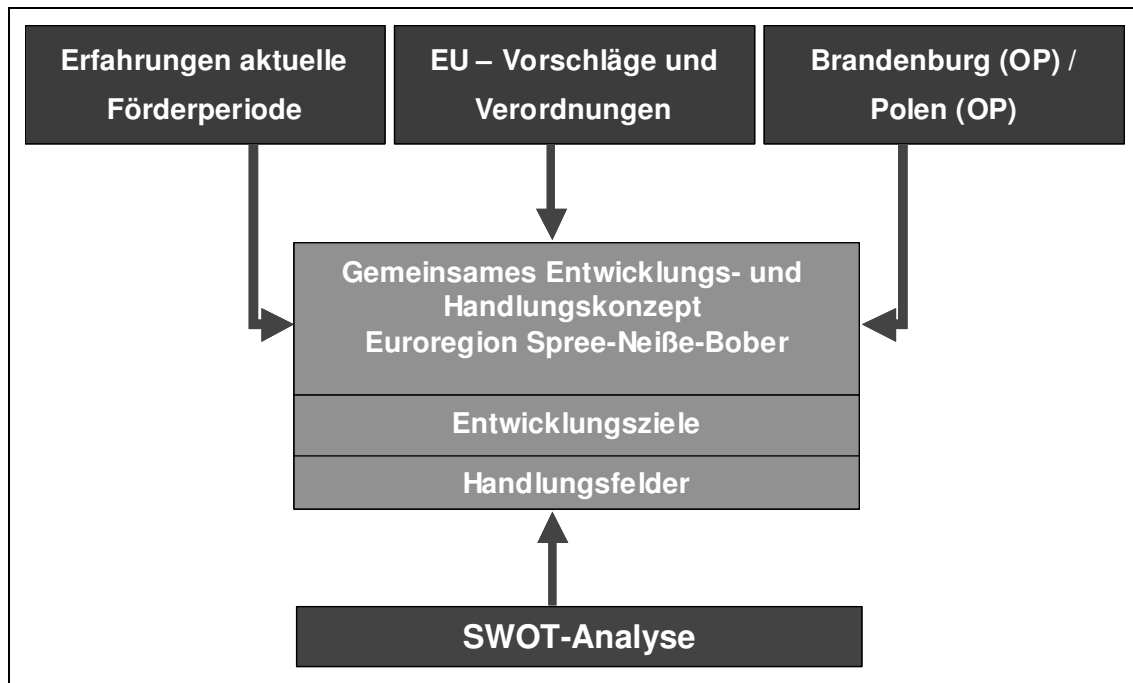 Erfahrungen aktuelle
Förderperiode
EU – Vorschläge und
Verordnungen
Brandenburg (OP) /
Polen (OP)
Gemeinsames Entwicklungs- und
Handlungskonzept
Euroregion Spree-Neiße-Bober
Entwicklungsziele
Handlungsfelder
SWOT-Analyse